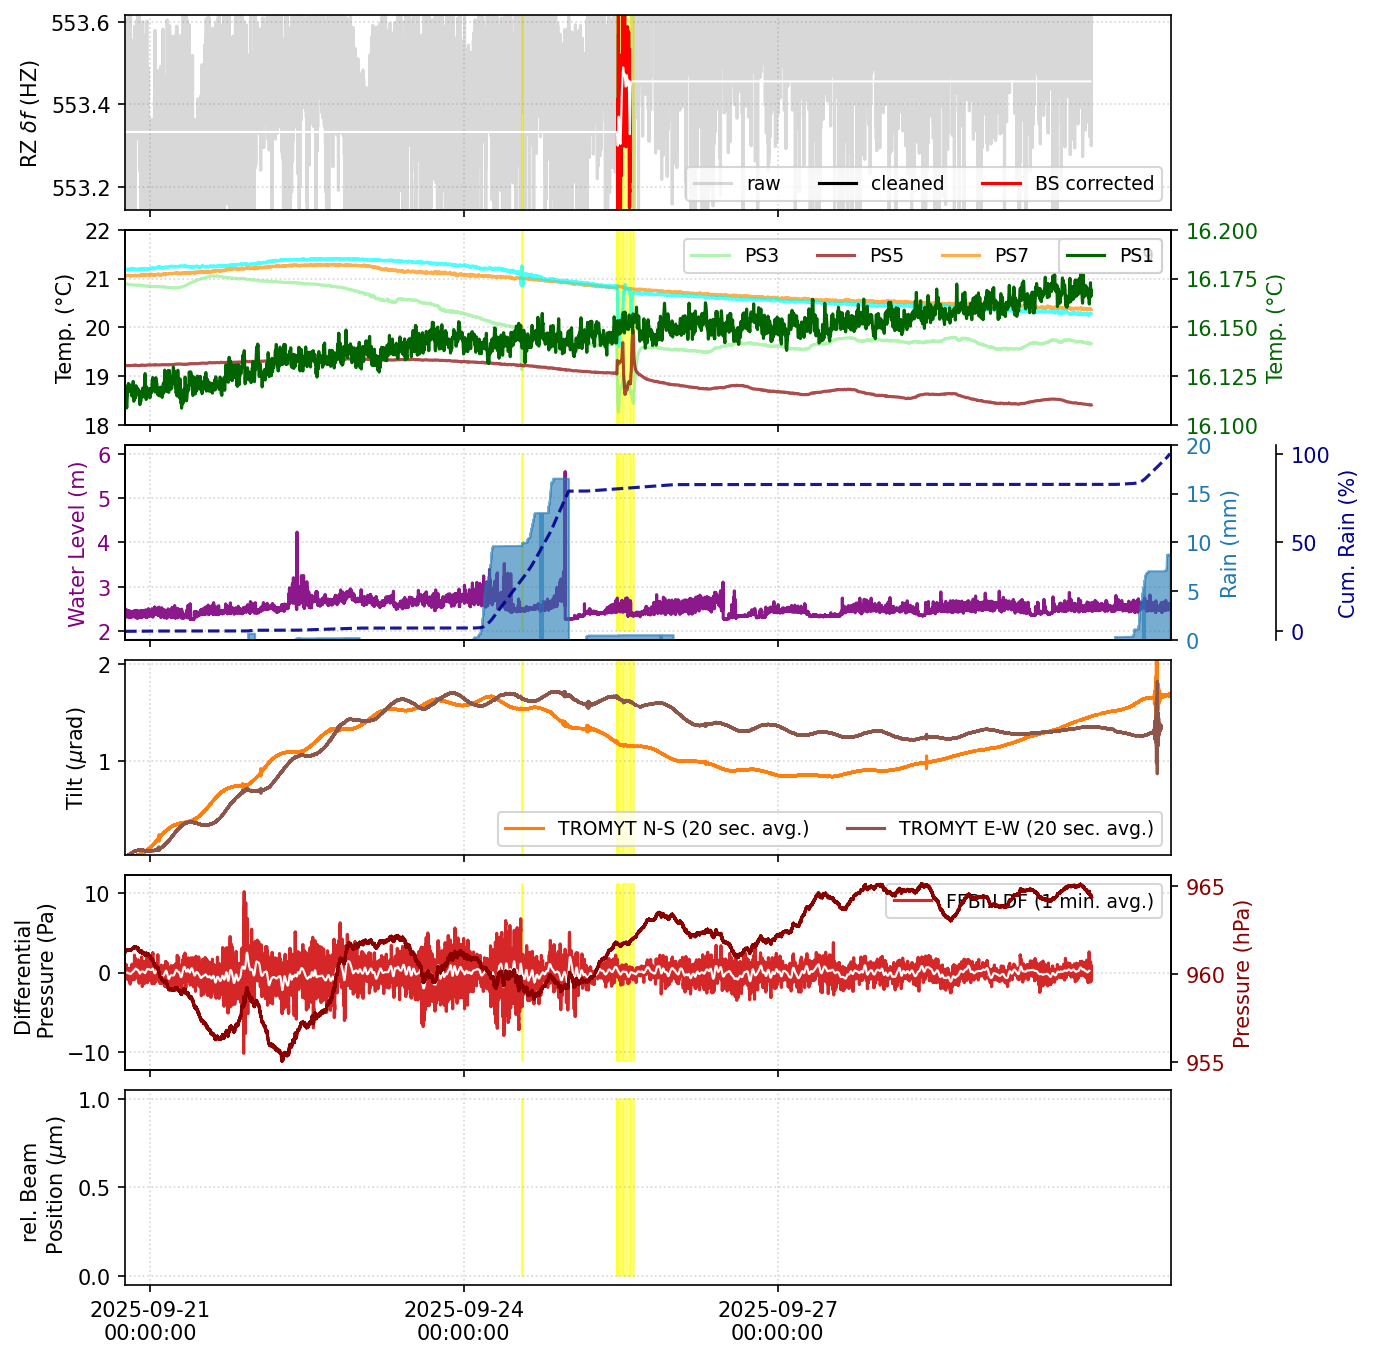 553.6
553.4
553.2
RZ δf (HZ)
raw
cleaned
BS corrected
22
21
20
19
18
Temp. (°C)
PS3
PS5
PS7
PS1
16.200
16.175
16.150
16.125
16.100
Temp. (°C)
6
5
4
3
2
Water Level (m)
20
15
10
5
0
Rain (mm)
100
50
0
Cum. Rain (%)
2
1
Tilt (μrad)
TROMYT N-S (20 sec. avg.)
TROMYT E-W (20 sec. avg.)
10
0
−10
Differential
Pressure (Pa)
(1 min. avg.)
965
960
955
Pressure (hPa)
1.0
0.5
0.0
rel. Beam
Position (μm)
2025-09-21
00:00:00
2025-09-24
00:00:00
2025-09-27
00:00:00